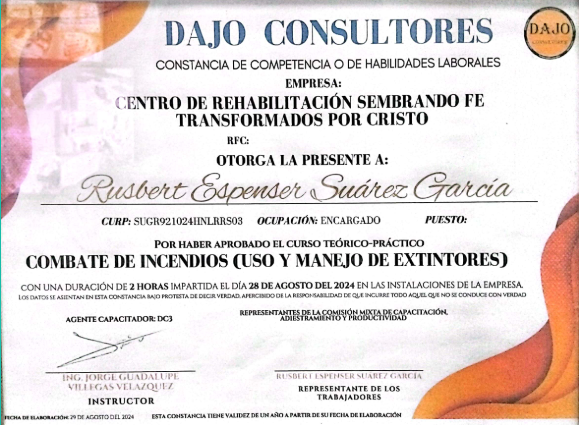 DAJO CONSULTORES
DAJO
CONSULTORES
CONSTANCIA DE COMPETENCIA O DE HABILIDADES LABORALES
EMPRESA:
CENTRO DE REHABILITACIÓN SEMBRANDO FE
TRANSFORMADOS POR CRISTO
RFC:
OTORGA LA PRESENTE A:
Rusbert Espenser Suárez García
CURP: SUGR921024HNLRRS03 OCUPACIÓN: ENCARGADO PUESTO:
POR HABER APROBADO EL CURSO TEÓRICO-PRÁCTICO
COMBATE DE INCENDIOS (USO Y MANEJO DE EXTINTORES)
CON UNA DURACIÓN DE 2 HORAS IMPARTIDA EL DÍA 28 DE AGOSTO DEL 2024 EN LAS INSTALACIONES DE LA EMPRESA.
LOS DATOS SE ASIENTAN EN ESTA CONSTANCIA BAJO PROTESTA DE DECIR VERDAD, APERCIBIDO DE LA RESPONSABILIDAD DE QUE INCURRE TODO AQUEL QUE NO SE CONDUCE CON VERDAD
AGENTE CAPACITADOR: DC3
REPRESENTANTES DE LA COMISIÓN MIXTA DE CAPACITACIÓN,
ADIESTRAMIENTO Y PRODUCTIVIDAD
ING. JORGE GUADALUPE
VILLEGAS VELAZQUEZ
INSTRUCTOR
RUSBERT ESPENSER SUAREZ GARCIA
REPRESENTANTE DE LOS
TRABAJADORES
FECHA DE ELABORACIÓN: 29 DE AGOSTO DEL 2024 ESTA CONSTANCIA TIENE VALIDEZ DE UN AÑO A PARTIR DE SU FECHA DE ELABORACIÓN